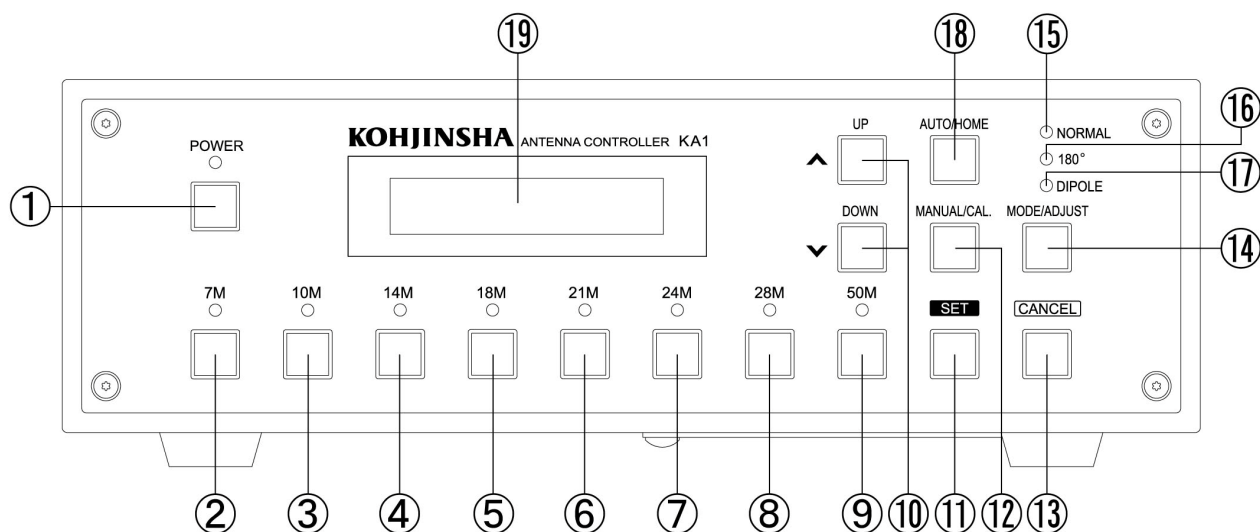 ⑲ ⑱ ⑮
⑯
⑰
①
⑭
POWER
KOHJINSHA ANTENNA CONTROLLER KA1
UP
AUTO/HOME
NORMAL
180°
DIPOLE
DOWN
MANUAL/CAL.
MODE/ADJUST
7M 10M 14M 18M 21M 24M 28M 50M
SET
CANCEL
② ③ ④ ⑤ ⑥ ⑦ ⑧ ⑨ ⑩ ⑪ ⑫ ⑬